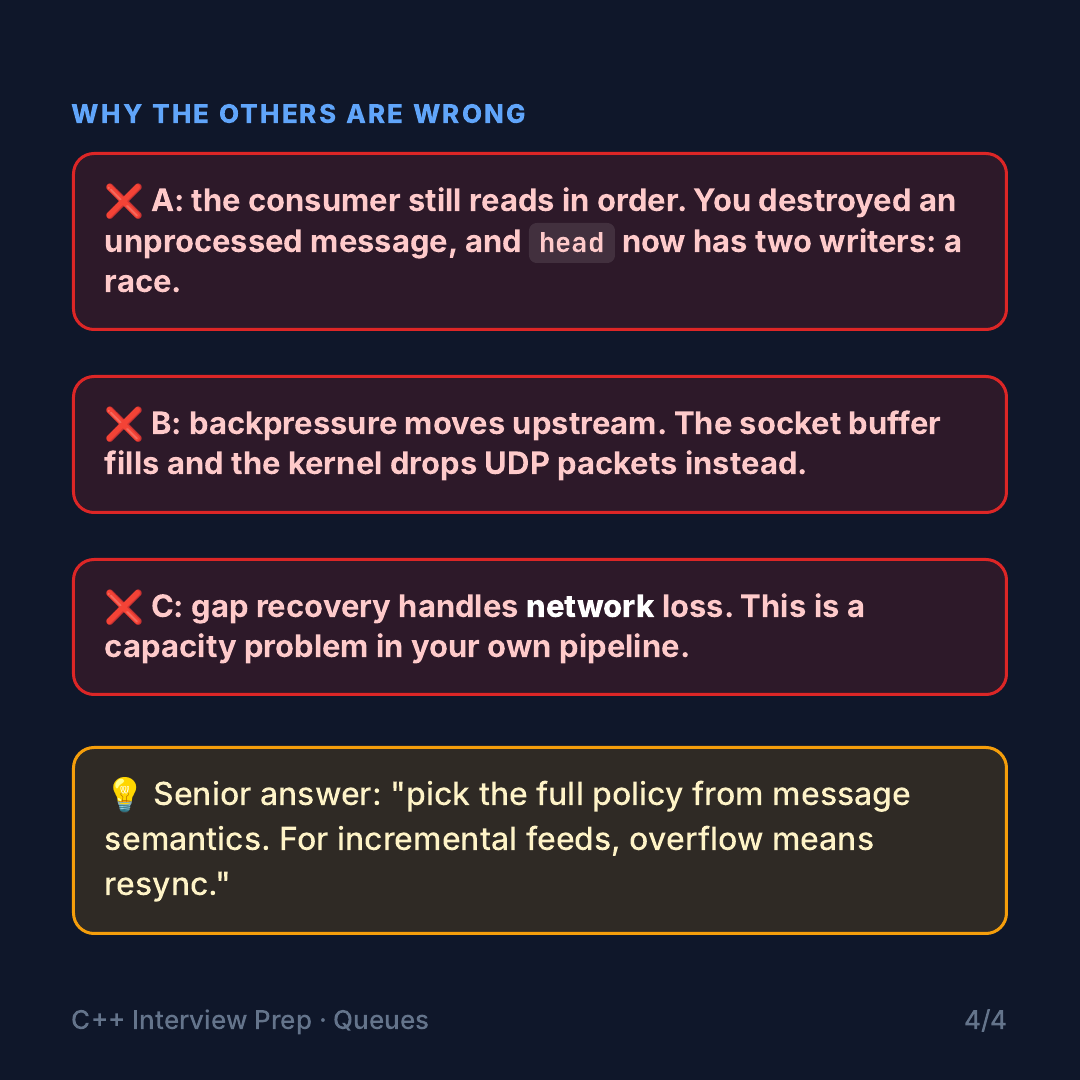 WHY THE OTHERS ARE WRONG
❌ A: the consumer still reads in order. You destroyed an
unprocessed message, and head now has two writers: a
race.
❌ B: backpressure moves upstream. The socket buffer
fills and the kernel drops UDP packets instead.
❌ C: gap recovery handles network loss. This is a
capacity problem in your own pipeline.
💡 Senior answer: "pick the full policy from message
semantics. For incremental feeds, overflow means
resync."
C++ Interview Prep · Queues
4/4